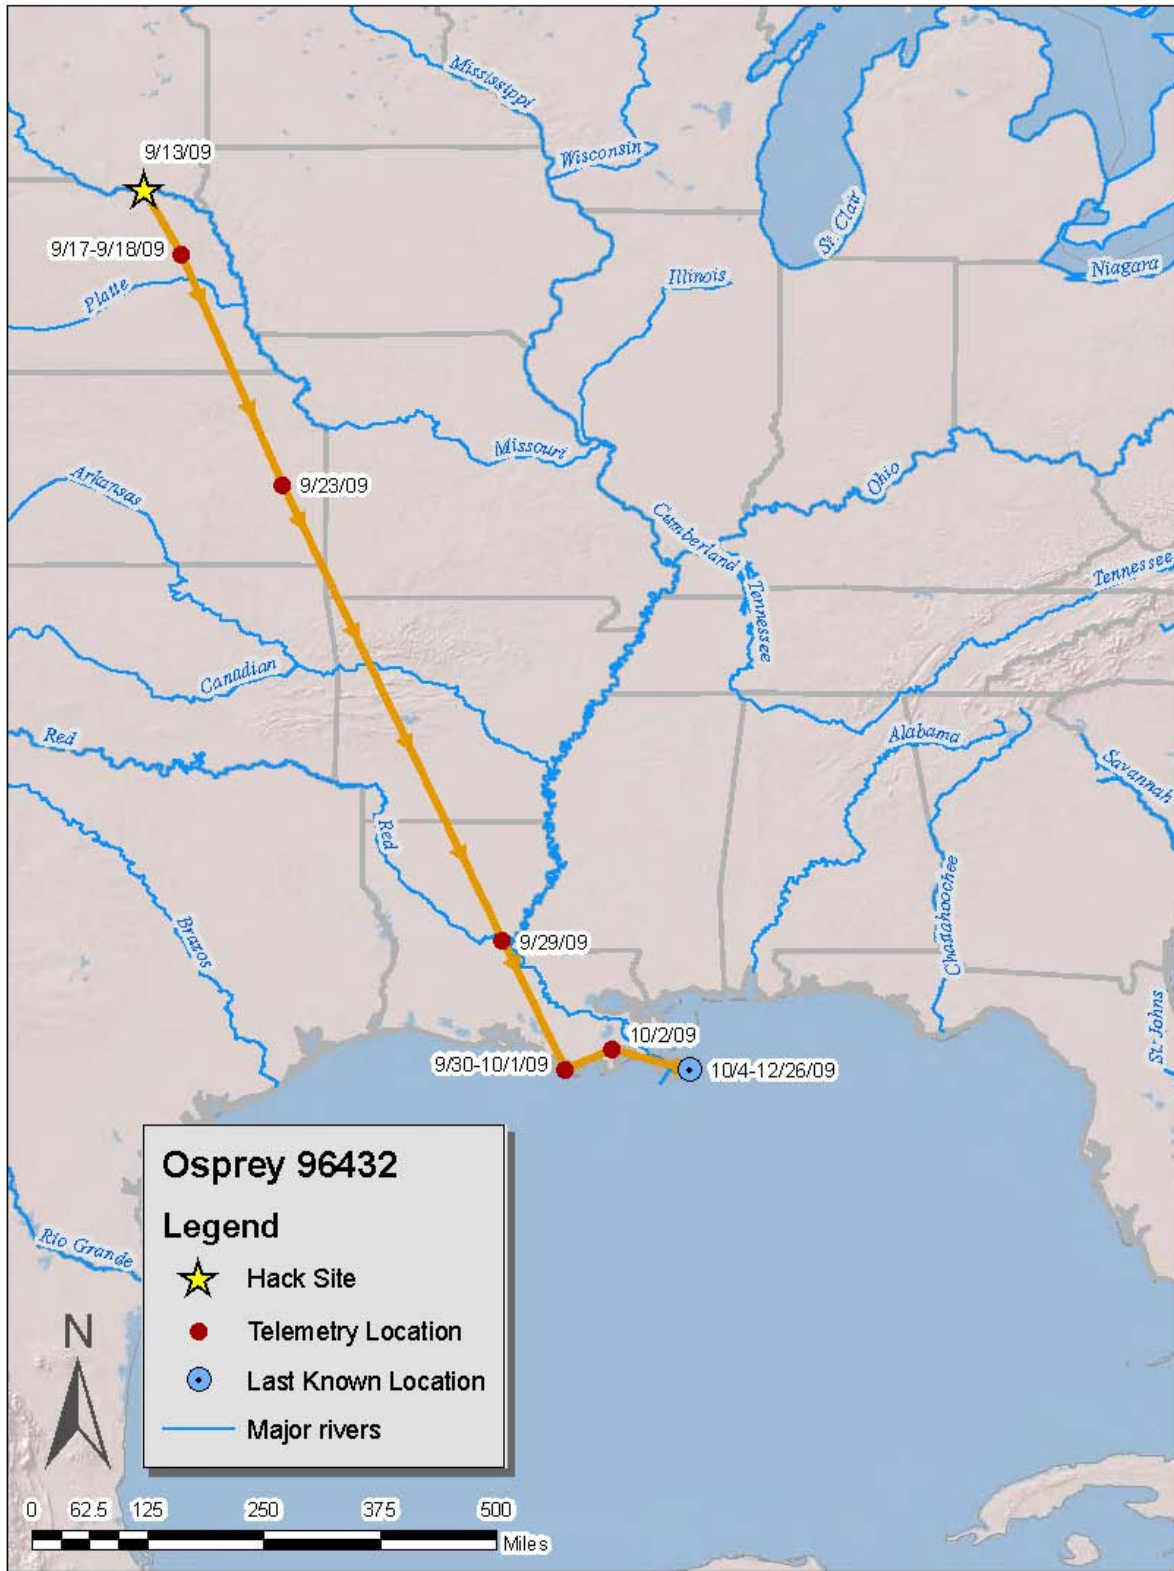 Mississippi
Wisconsin
9/13/09
St. Clair
9/17-9/18/09
Niagara
Illinois
Platte
Missouri
Ohio
Arkansas
9/23/09
Cumberland
Tennessee
Tennessee
Canadian
Red
Alabama
Savannah
Red
Chattahoochee
Brazos
9/29/09
St. Johns
10/2/09
9/30-10/1/09
10/4-12/26/09
Rio Grande
Osprey 96432
Legend
Hack Site
Telemetry Location
Last Known Location
Major rivers
N
0 62.5 125 250 375 500
Miles